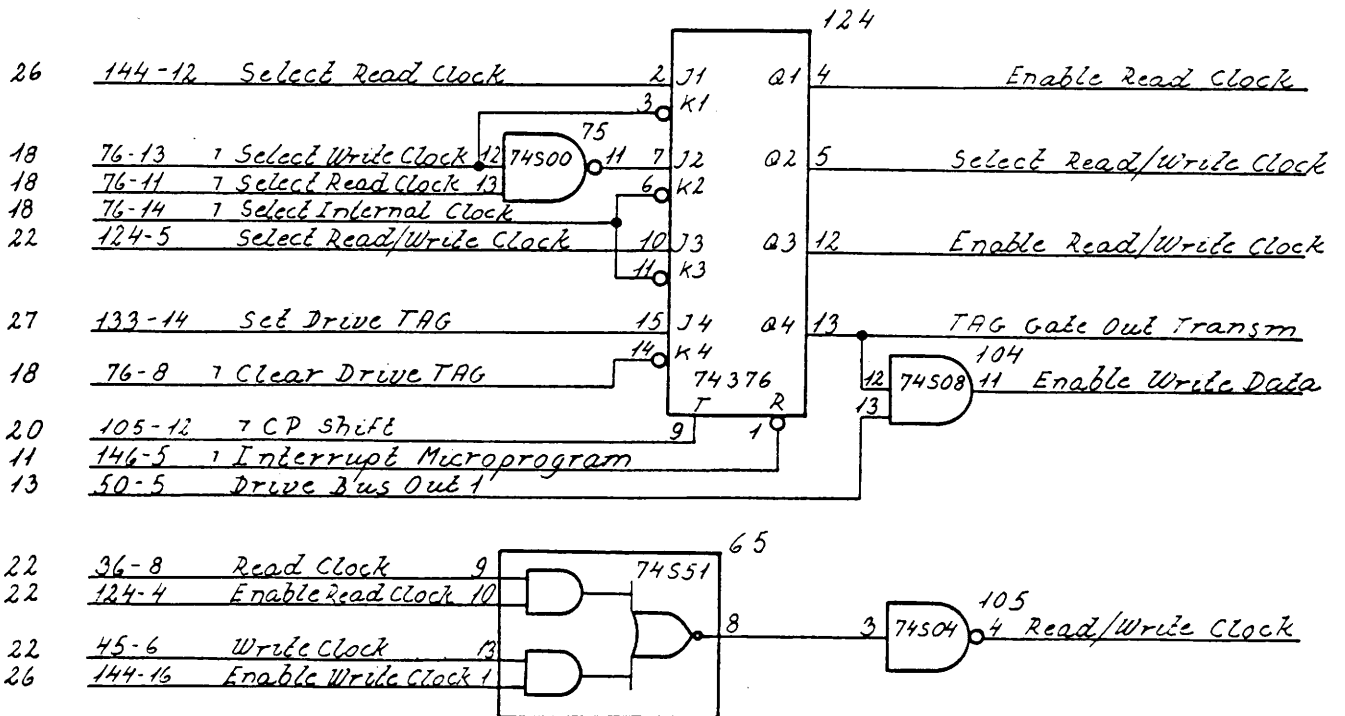 124
26 144-12 Select Read Clock 2 J1 Q1 4 Enable Read Clock
3 K1
75
18 76-13 ¬ Select Write Clock 12 74S00 11 7 J2 Q2 5 Select Read/Write Clock
18 76-11 ¬ Select Read Clock 13
6 K2
18 76-14 ¬ Select Internal Clock
22 124-5 Select Read/Write Clock 10 J3 Q3 12 Enable Read/Write Clock
11 K3
27 133-14 Set Drive TAG 15 J4 Q4 13 TAG Gate Out Transm
14 K4
104
18 76-8 ¬ Clear Drive TAG 74376 12 74S08 11 Enable Write Data
13
T R
20 105-12 ¬ CP Shift 9 1
11 146-5 ¬ Interrupt Microprogram
13 50-5 Drive Bus Out 1
65
22 36-8 Read Clock 9 74S51
22 124-4 Enable Read Clock 10
105
8 3 74S04 4 Read/Write Clock
22 45-6 Write Clock 13
26 144-16 Enable Write Clock 1